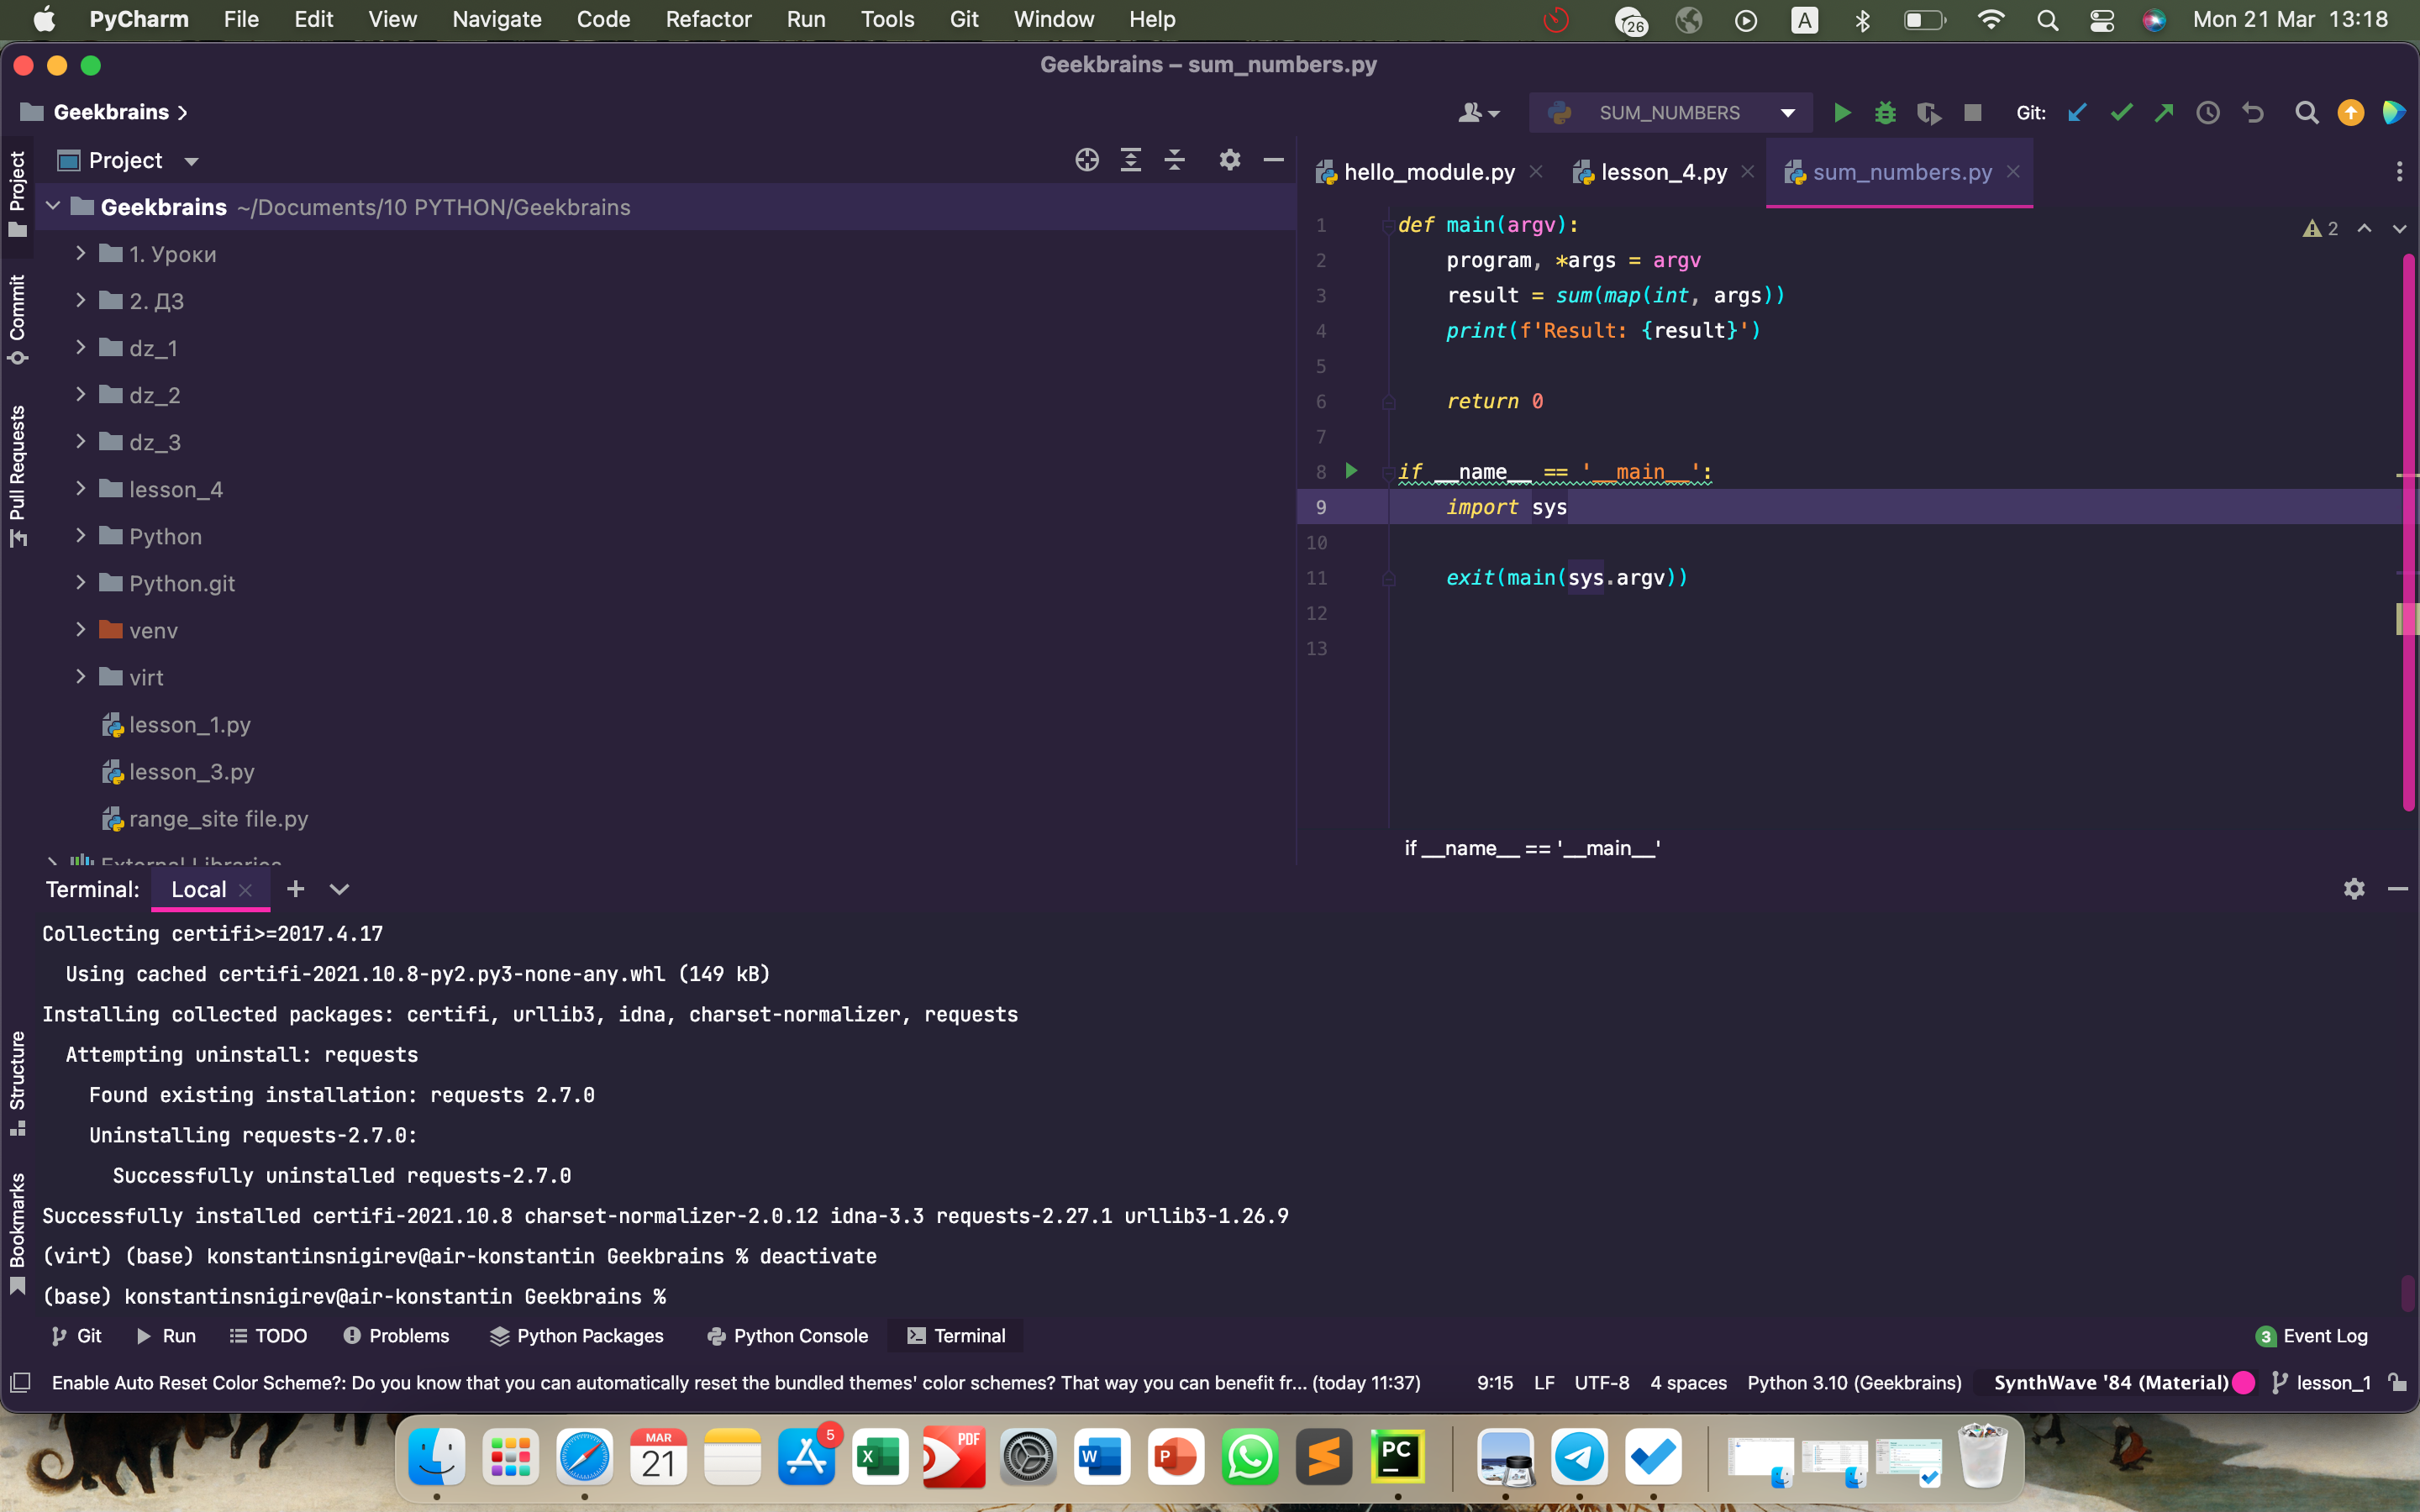 PyCharm File Edit View Navigate Code Refactor Run Tools Git Window Help 26 A Mon 21 Mar 13:18
Geekbrains – sum_numbers.py
Geekbrains
SUM_NUMBERS Git:
Project
Geekbrains ~/Documents/10 PYTHON/Geekbrains
1. Уроки
2. ДЗ
dz_1
dz_2
dz_3
lesson_4
Python
Python.git
venv
virt
lesson_1.py
lesson_3.py
range_site file.py
External Libraries
Project
Commit
Pull Requests
Structure
Bookmarks
hello_module.py lesson_4.py sum_numbers.py
2
1 def main(argv):
2 program, *args = argv
3 result = sum(map(int, args))
4 print(f'Result: {result}')
5
6 return 0
7
8 if __name__ == '__main__':
9 import sys
10
11 exit(main(sys.argv))
12
13
if __name__ == '__main__'
Terminal: Local
Collecting certifi>=2017.4.17
Using cached certifi-2021.10.8-py2.py3-none-any.whl (149 kB)
Installing collected packages: certifi, urllib3, idna, charset-normalizer, requests
Attempting uninstall: requests
Found existing installation: requests 2.7.0
Uninstalling requests-2.7.0:
Successfully uninstalled requests-2.7.0
Successfully installed certifi-2021.10.8 charset-normalizer-2.0.12 idna-3.3 requests-2.27.1 urllib3-1.26.9
(virt) (base) konstantinsnigirev@air-konstantin Geekbrains % deactivate
(base) konstantinsnigirev@air-konstantin Geekbrains %
Git Run TODO Problems Python Packages Python Console Terminal 3 Event Log
Enable Auto Reset Color Scheme?: Do you know that you can automatically reset the bundled themes' color schemes? That way you can benefit fr... (today 11:37) 9:15 LF UTF-8 4 spaces Python 3.10 (Geekbrains) SynthWave '84 (Material) lesson_1
MAR
21
5
X
PDF
W
P
PC